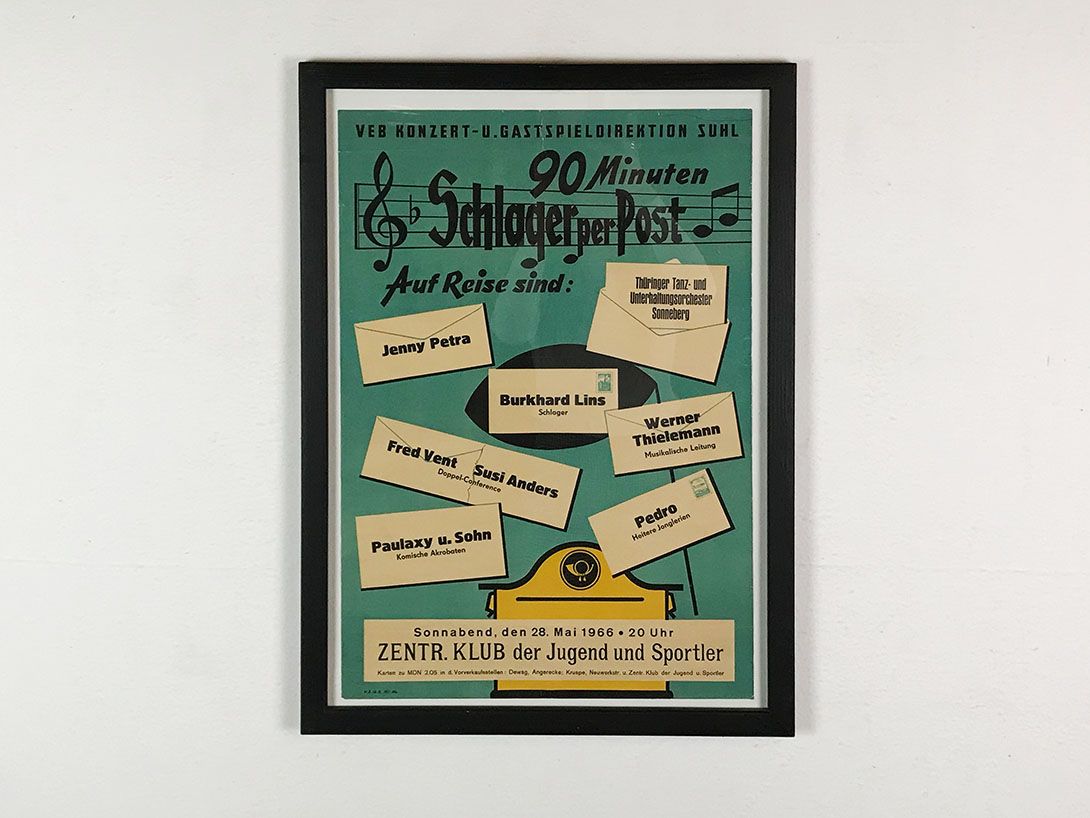 VEB KONZERT-U.GASTSPIELDIREKTION SUHL
90 Minuten
Schlager per Post
Auf Reise sind:
Thüringer Tanz- und
Unterhaltungsorchester
Sonneberg
Jenny Petra
Burkhard Lins
Schlager
Werner
Thielemann
Musikalische Leitung
Fred Vent Susi Anders
Doppel-Conference
Pedro
Heitere Jonglerien
Paulaxy u. Sohn
Komische Akrobaten
Sonnabend, den 28. Mai 1966 • 20 Uhr
ZENTR. KLUB der Jugend und Sportler
Karten zu MDN 2.05 in d. Vorverkaufsstellen: Dewag, Angerecke; Kruspe, Neuwerkstr. u. Zentr. Klub der Jugend u. Sportler